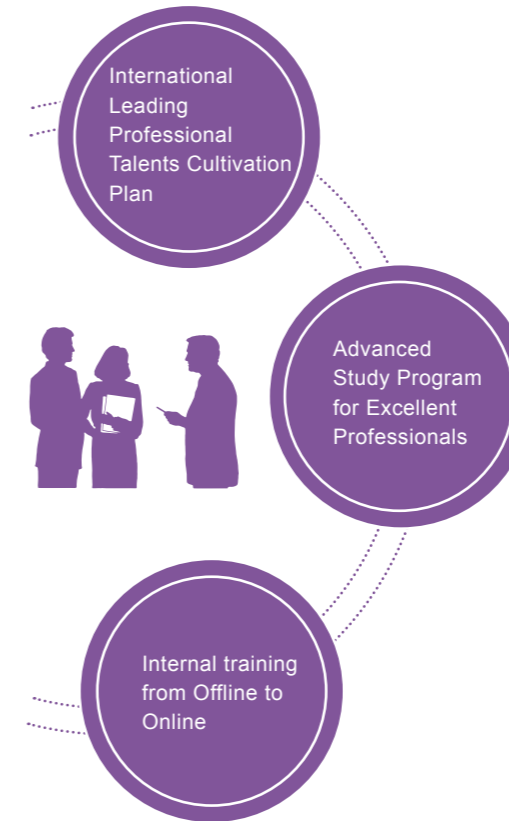 International
Leading
Professional
Talents Cultivation
Plan
Advanced
Study Program
for Excellent
Professionals
Internal training
from Offline to
Online